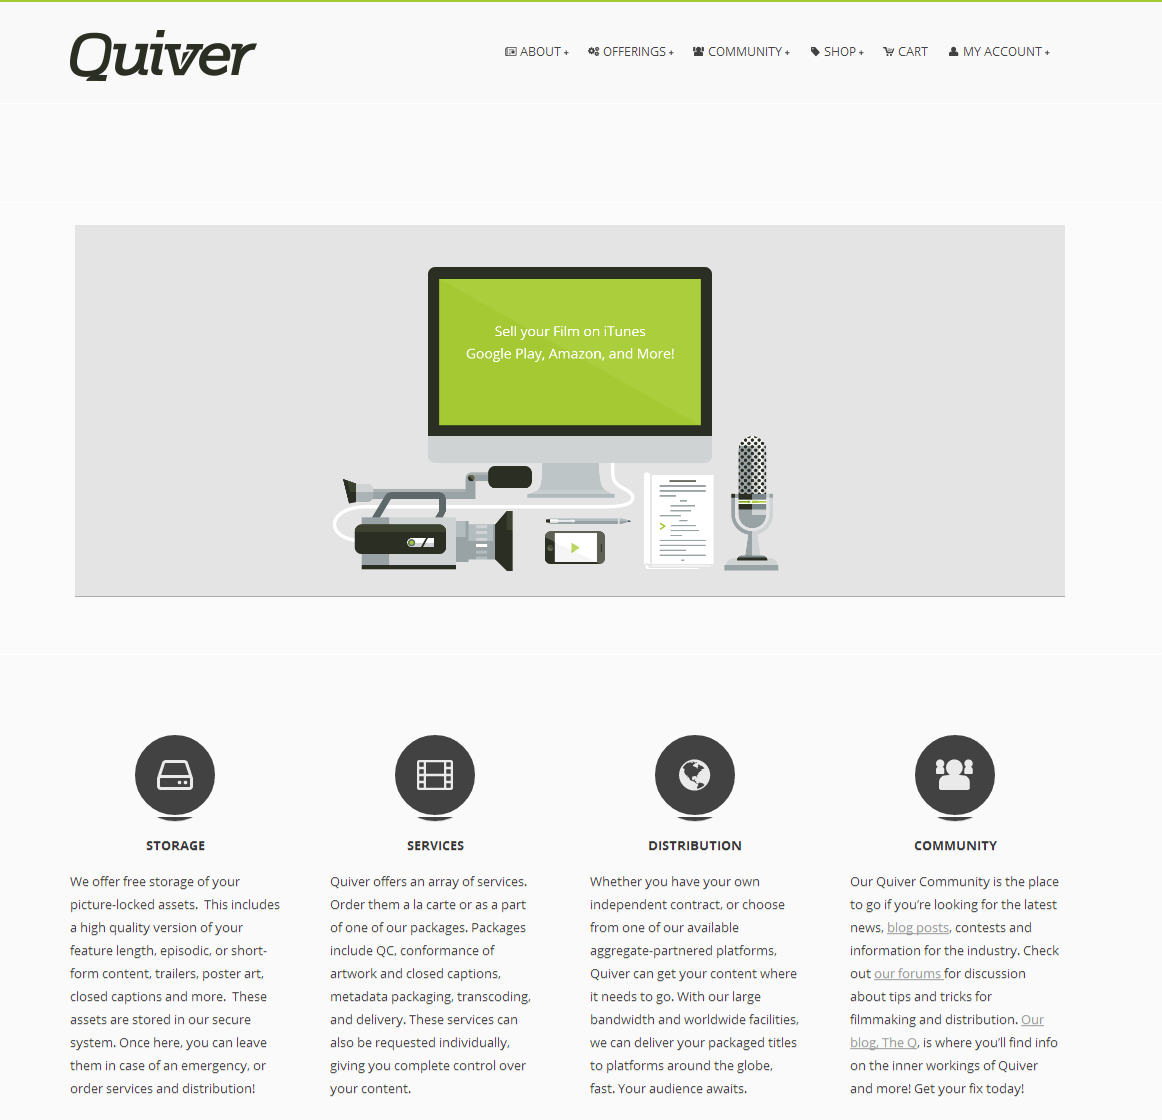 Quiver
ABOUT + OFFERINGS + COMMUNITY + SHOP + CART MY ACCOUNT +
Sell your Film on iTunes
Google Play, Amazon, and More!
STORAGE
We offer free storage of your
picture-locked assets.  This includes
a high quality version of your
feature length, episodic, or short-
form content, trailers, poster art,
closed captions and more.  These
assets are stored in our secure
system. Once here, you can leave
them in case of an emergency, or
order services and distribution!
SERVICES
Quiver offers an array of services.
Order them a la carte or as a part
of one of our packages. Packages
include QC, conformance of
artwork and closed captions,
metadata packaging, transcoding,
and delivery. These services can
also be requested individually,
giving you complete control over
your content.
DISTRIBUTION
Whether you have your own
independent contract, or choose
from one of our available
aggregate-partnered platforms,
Quiver can get your content where
it needs to go. With our large
bandwidth and worldwide facilities,
we can deliver your packaged titles
to platforms around the globe,
fast. Your audience awaits.
COMMUNITY
Our Quiver Community is the place
to go if you're looking for the latest
news, blog posts, contests and
information for the industry. Check
out our forums for discussion
about tips and tricks for
filmmaking and distribution. Our
blog, The Q, is where you'll find info
on the inner workings of Quiver
and more! Get your fix today!